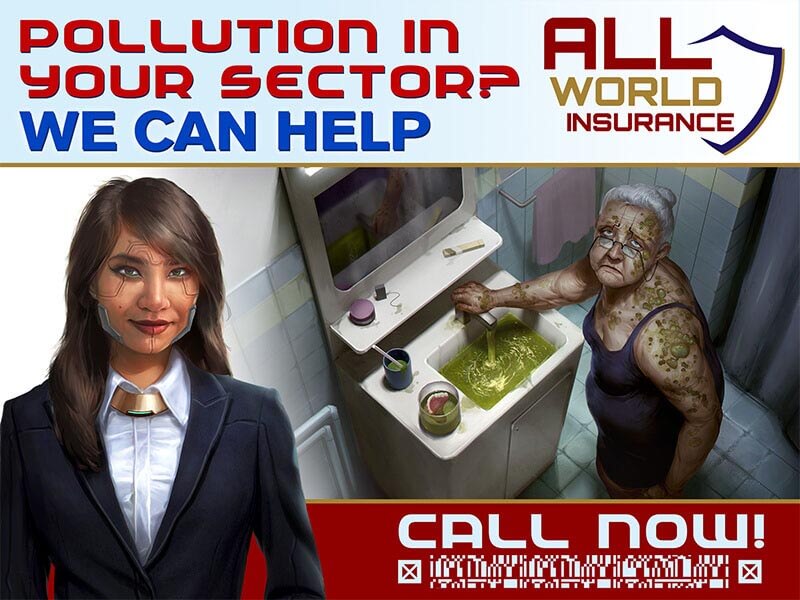 POLLUTION IN
YOUR SECTOR?
WE CAN HELP
ALL
WORLD
INSURANCE
CALL NOW!